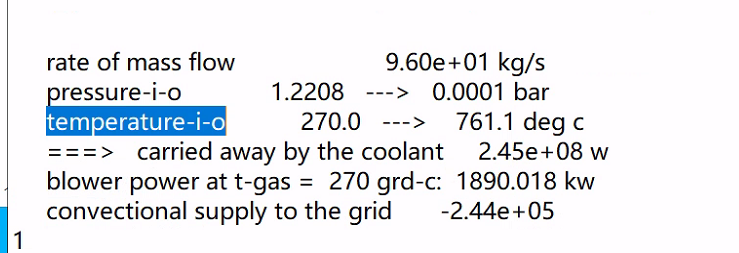 rate of mass flow 9.60e+01 kg/s
pressure-i-o 1.2208 ---> 0.0001 bar
temperature-i-o 270.0 ---> 761.1 deg c
===> carried away by the coolant 2.45e+08 w
blower power at t-gas = 270 grd-c: 1890.018 kw
convectional supply to the grid -2.44e+05
1